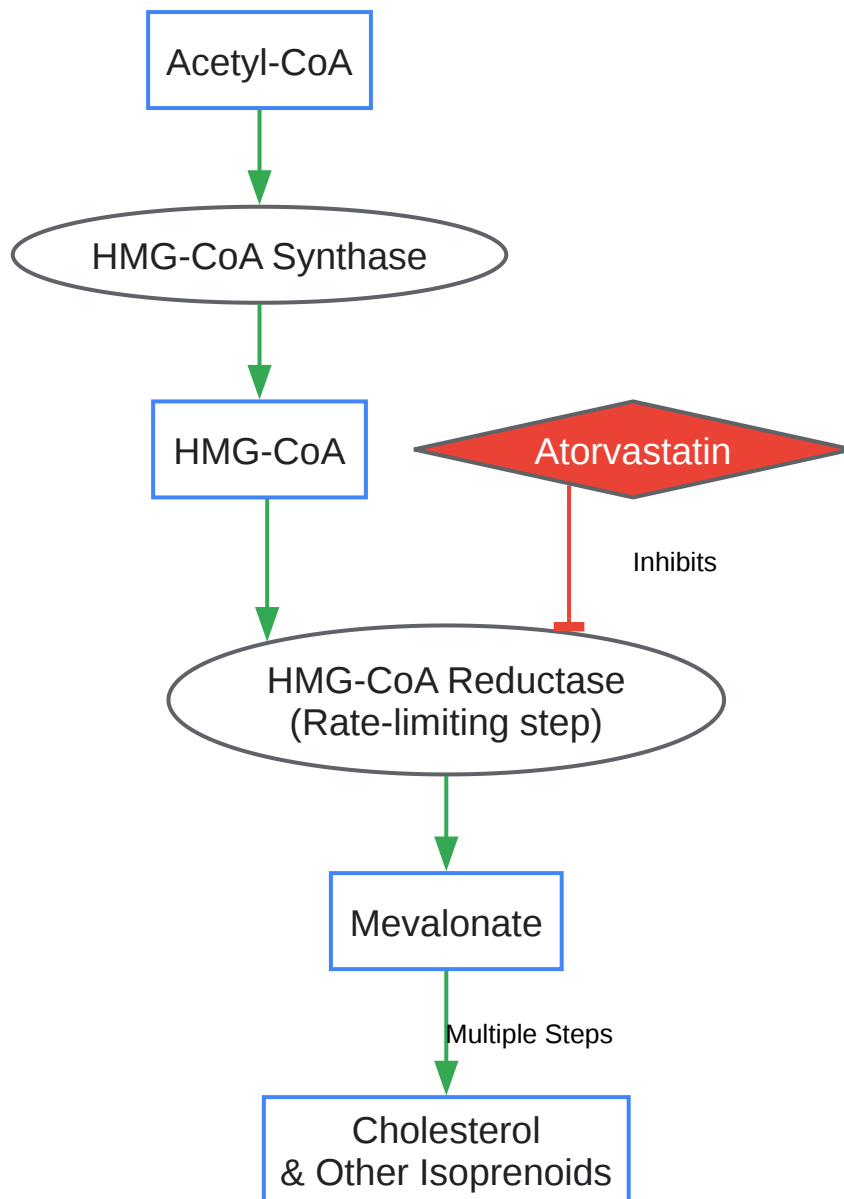 Acetyl-CoA
HMG-CoA Synthase
HMG-CoA
Atorvastatin
Inhibits
HMG-CoA Reductase
(Rate-limiting step)
Mevalonate
Multiple Steps
Cholesterol
& Other Isoprenoids